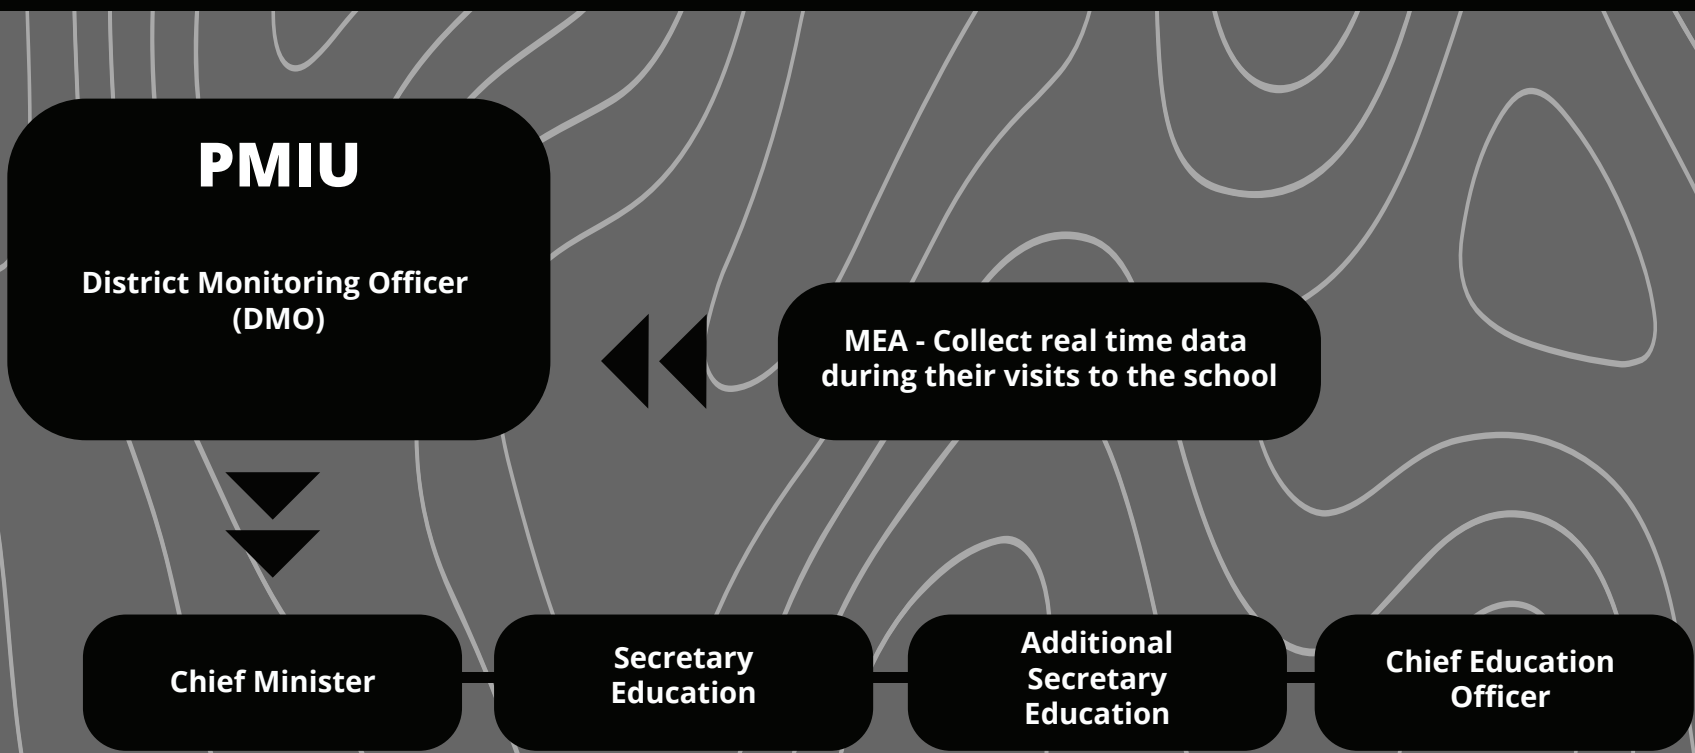 PMIU
District Monitoring Officer
(DMO)
MEA - Collect real time data
during their visits to the school
Chief Minister
Secretary
Education
Additional
Secretary
Education
Chief Education
Officer